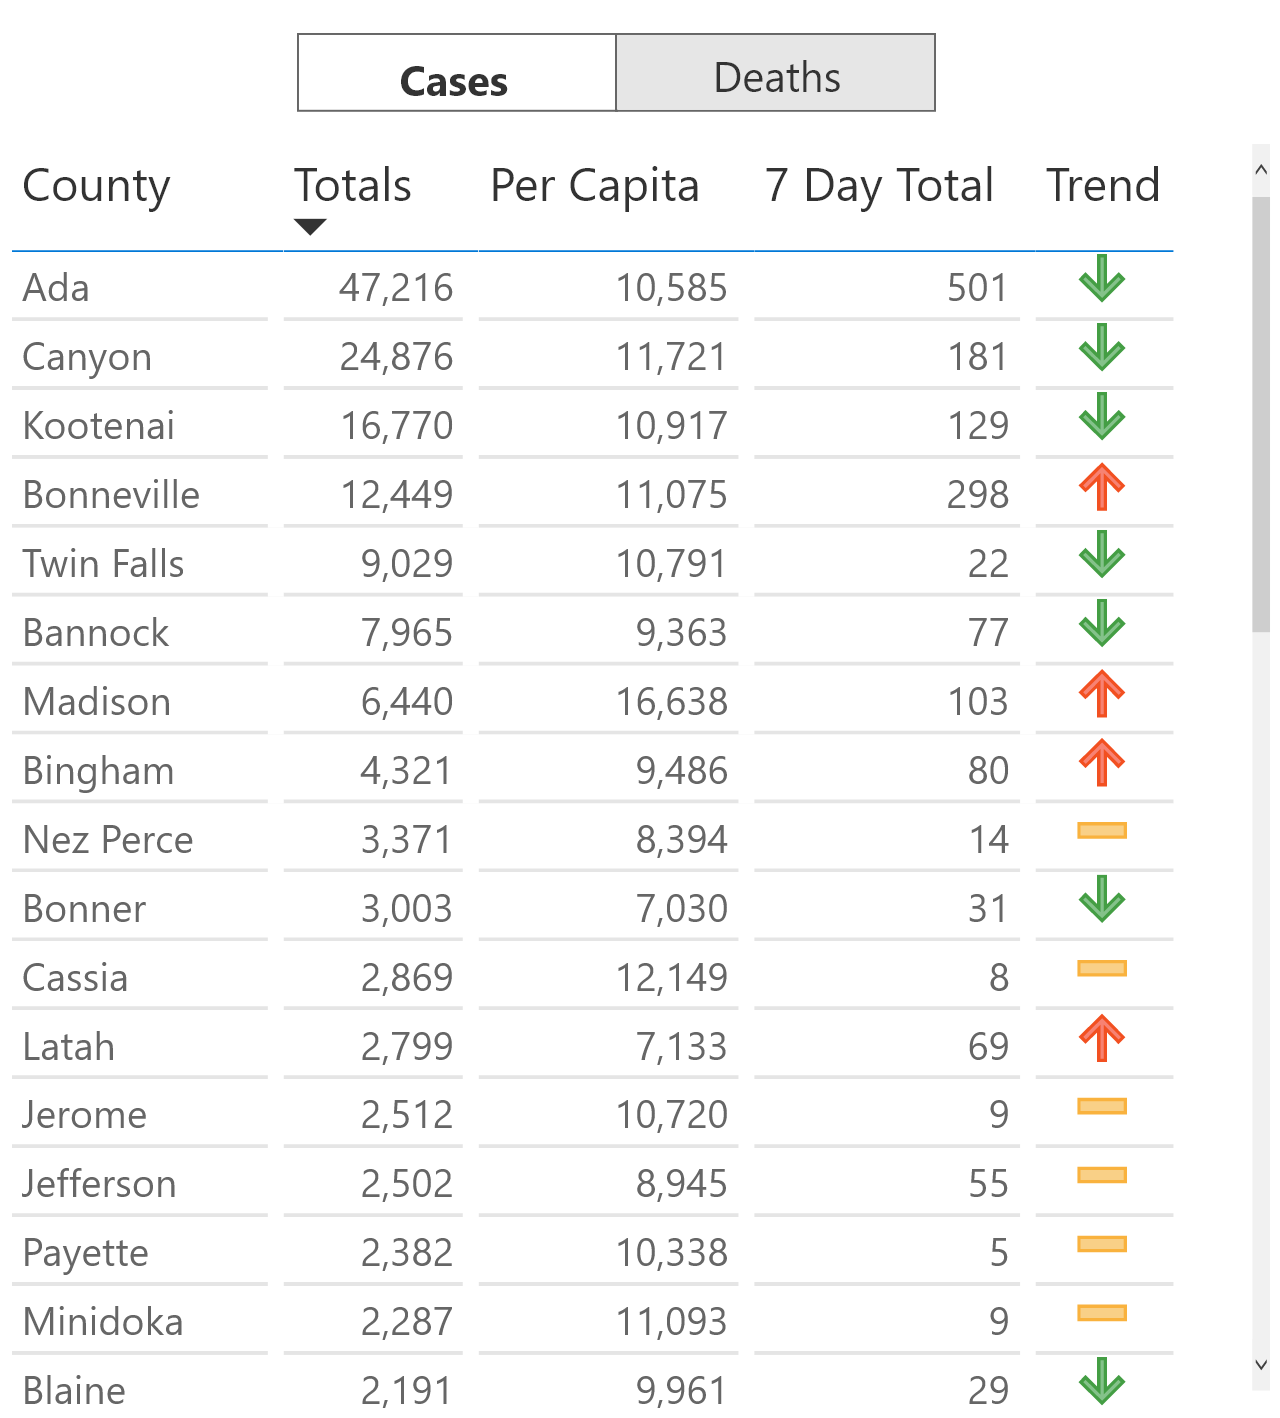 Cases Deaths
County Totals Per Capita 7 Day Total Trend
Ada 47,216 10,585 501
Canyon 24,876 11,721 181
Kootenai 16,770 10,917 129
Bonneville 12,449 11,075 298
Twin Falls 9,029 10,791 22
Bannock 7,965 9,363 77
Madison 6,440 16,638 103
Bingham 4,321 9,486 80
Nez Perce 3,371 8,394 14
Bonner 3,003 7,030 31
Cassia 2,869 12,149 8
Latah 2,799 7,133 69
Jerome 2,512 10,720 9
Jefferson 2,502 8,945 55
Payette 2,382 10,338 5
Minidoka 2,287 11,093 9
Blaine 2,191 9,961 29